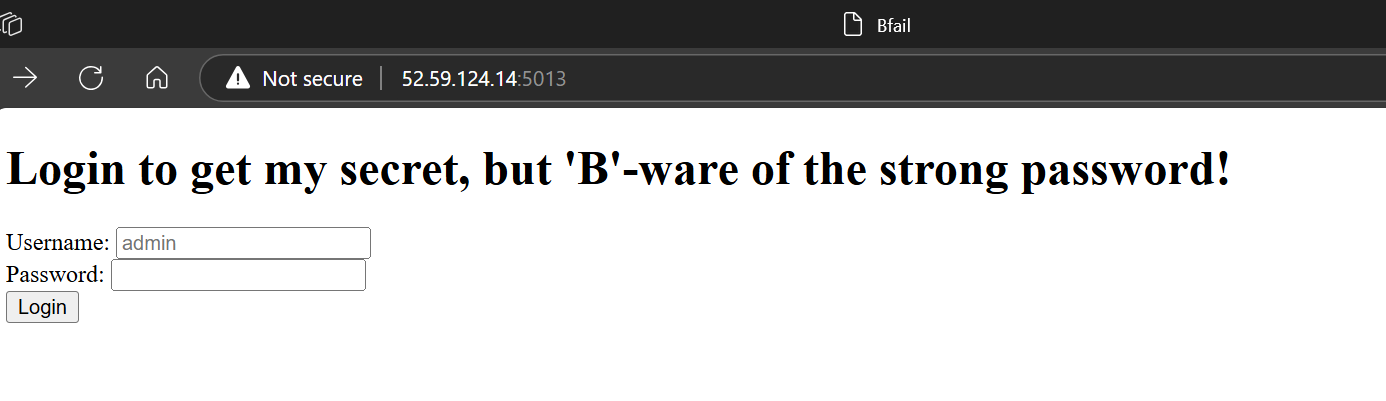 Bfail
Not secure 52.59.124.14:5013
Login to get my secret, but 'B'-ware of the strong password!
Username: admin
Password:
Login